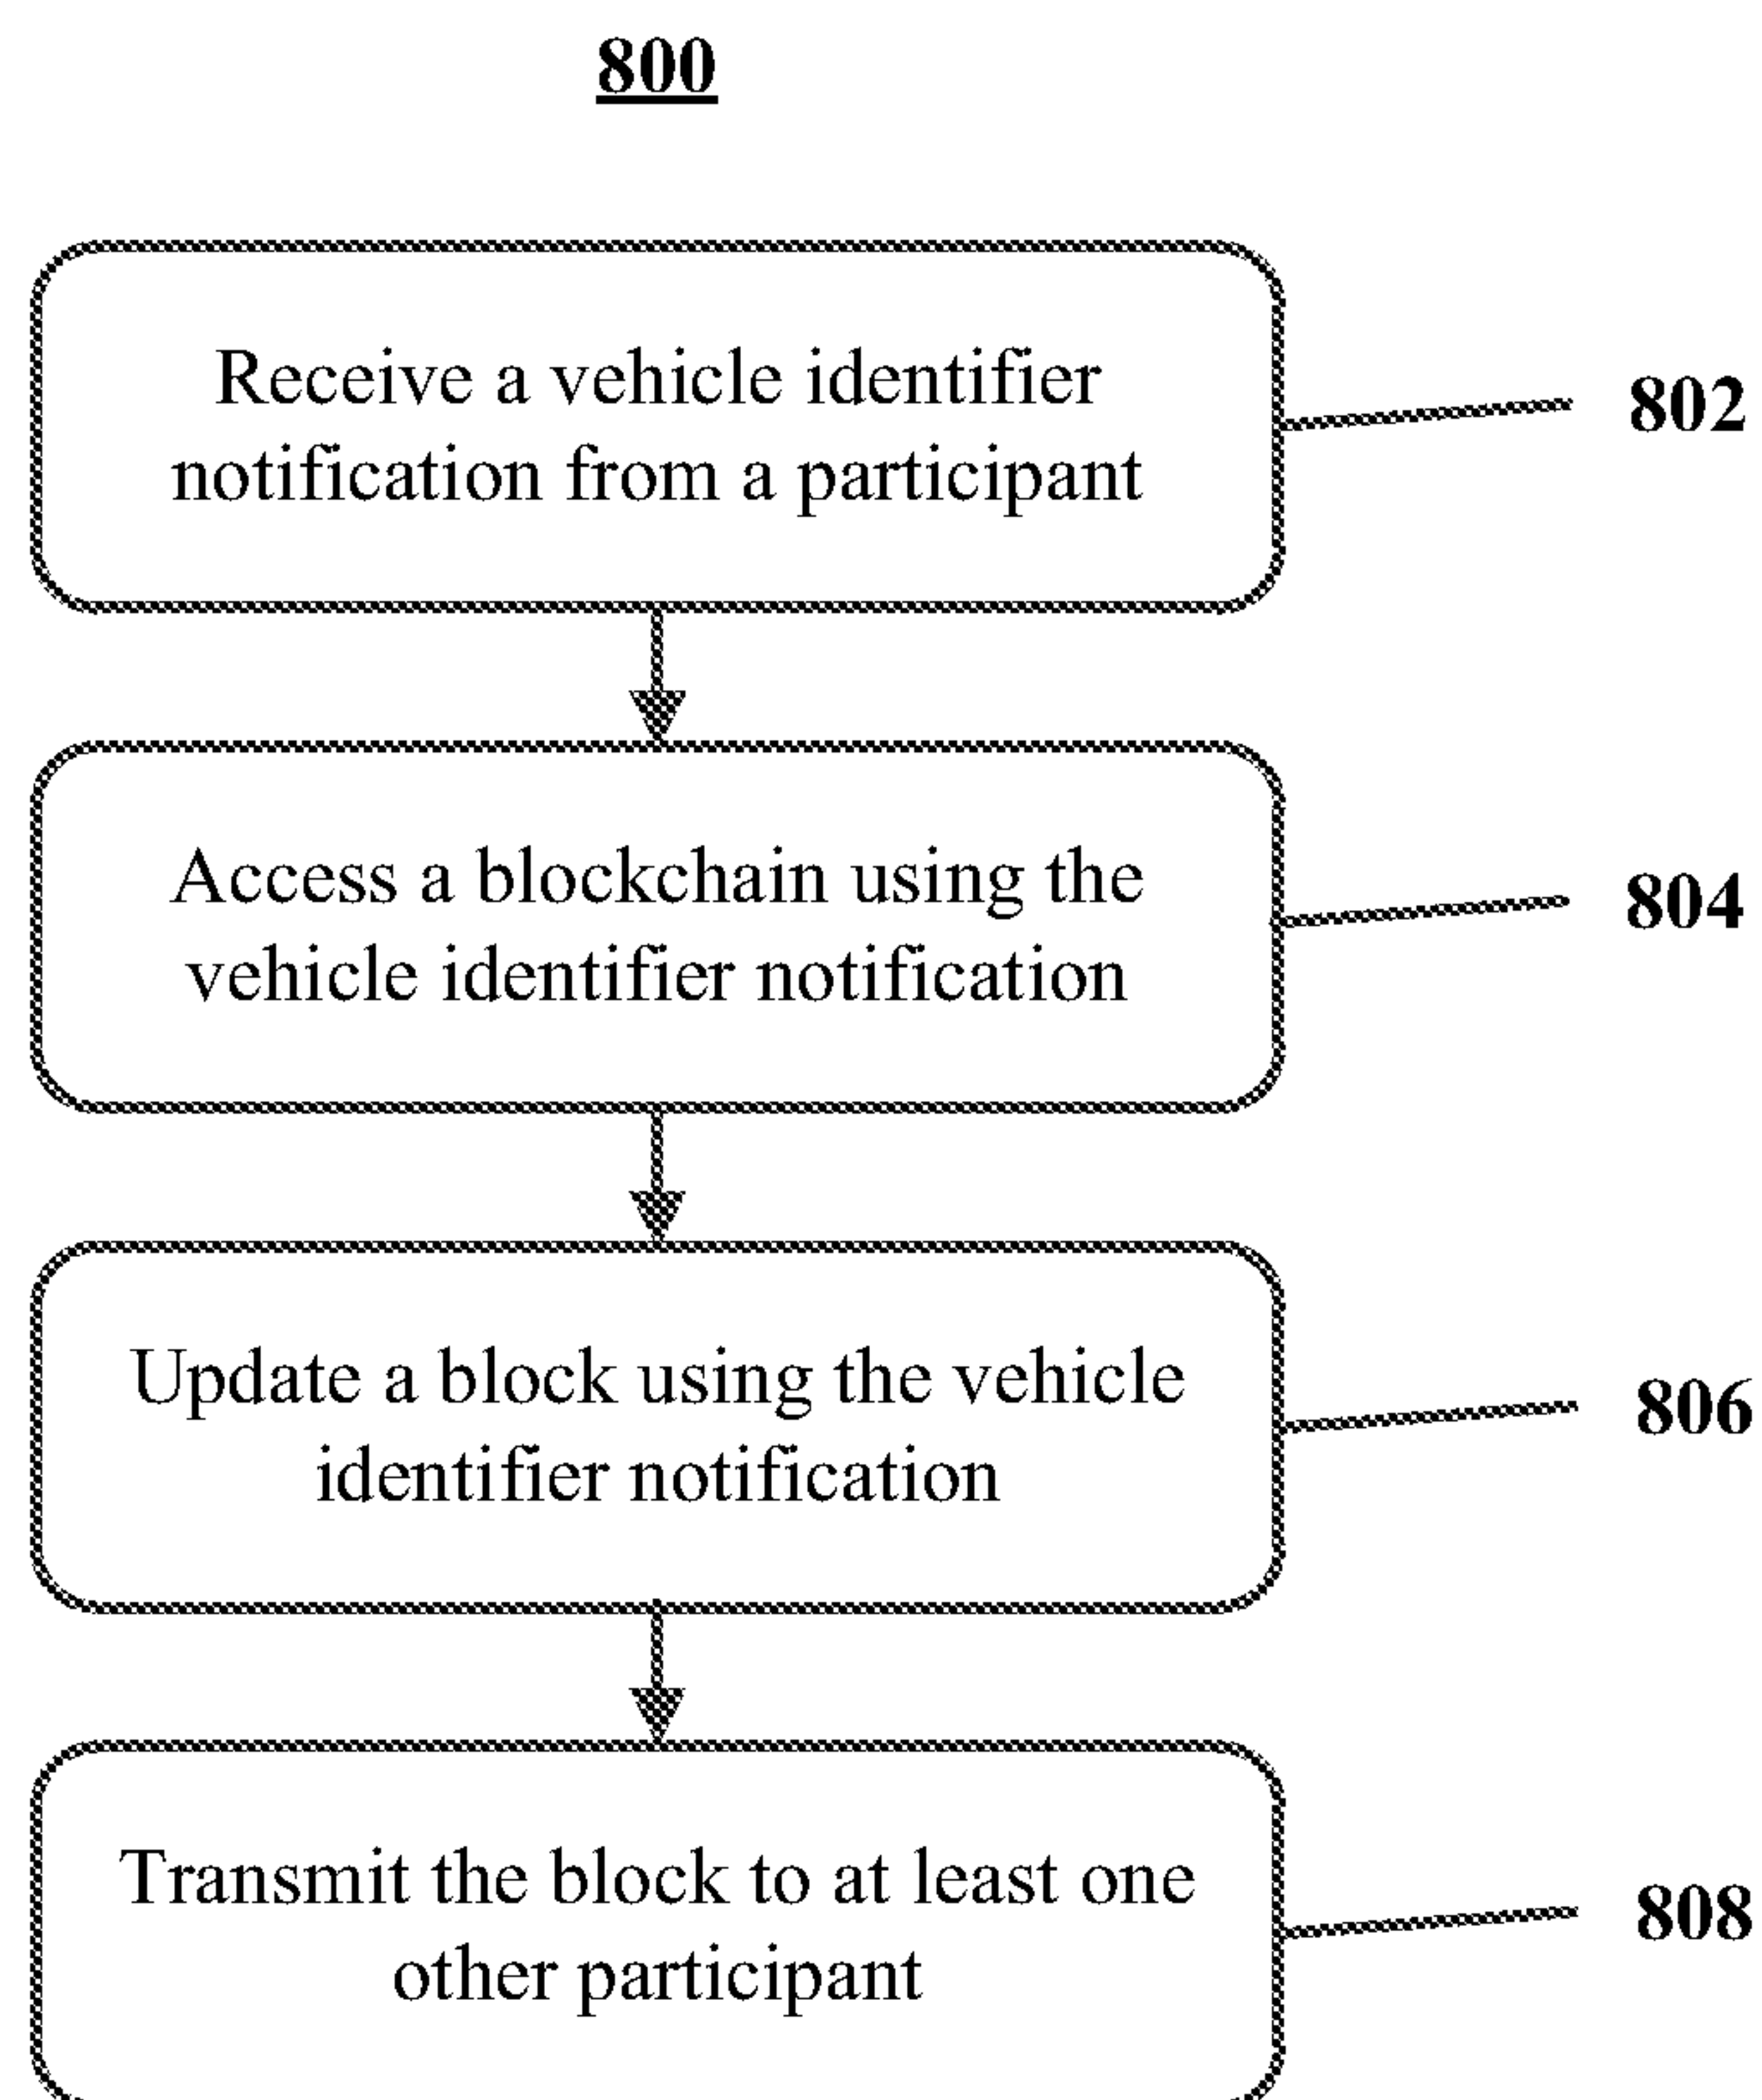 800
Receive a vehicle identifier
notification from a participant
802
Access a blockchain using the
vehicle identifier notification
804
Update a block using the vehicle
identifier notification
806
Transmit the block to at least one
other participant
808